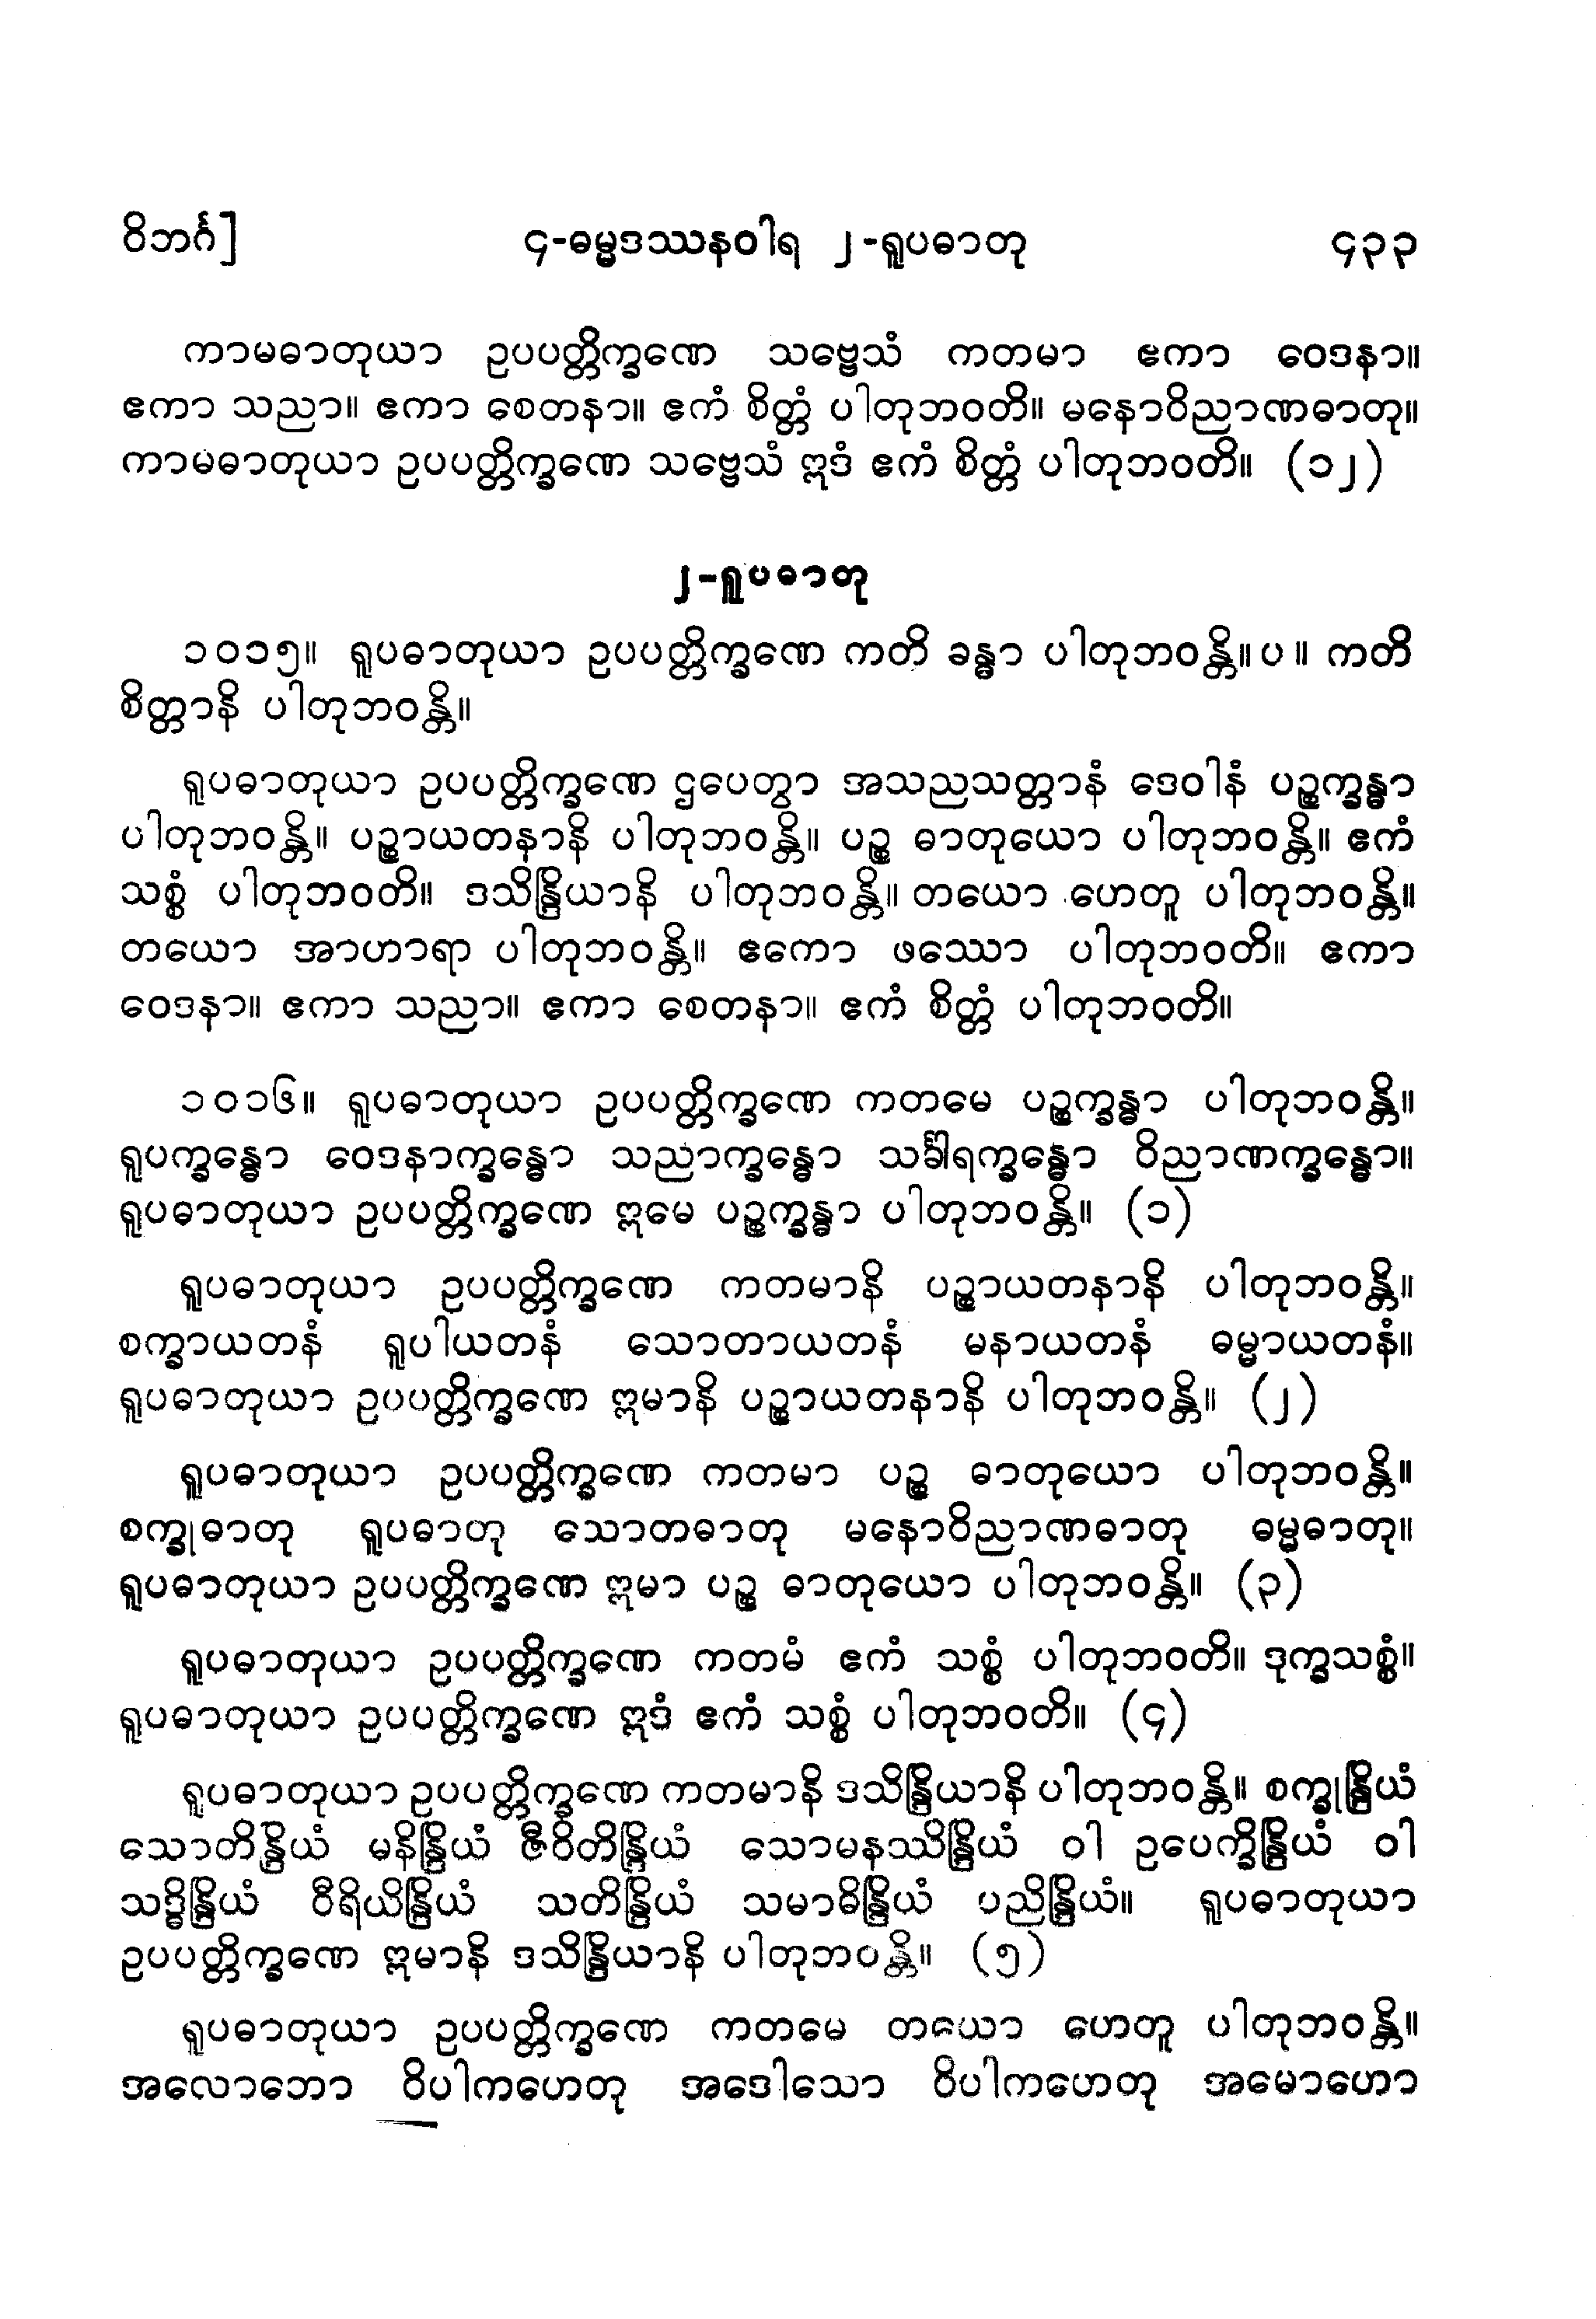 ဝိဘင်္ဂ] ၄-ဓမ္မဒဿနဝါရ ၂-ရူပဓာတု ၄၃၃
ကာမဓာတုယာ ဥပပတ္တိက္ခဏေ သဗ္ဗေသံ ကတမာ ဧကာ ဝေဒနာ။
ဧကာ သညာ။ ဧကာ စေတနာ။ ဧကံ စိတ္တံ ပါတုဘဝတိ။ မနောဝိညာဏဓာတု။
ကာမဓာတုယာ ဥပပတ္တိက္ခဏေ သဗ္ဗေသံ ဣဒံ ဧကံ စိတ္တံ ပါတုဘဝတိ။ (၁၂)
၂-ရူပဓာတု
၁၀၁၅။ ရူပဓာတုယာ ဥပပတ္တိက္ခဏေ ကတိ ခန္ဓာ ပါတုဘဝန္တိ။ပ။ ကတိ
စိတ္တာနိ ပါတုဘဝန္တိ။
ရူပဓာတုယာ ဥပပတ္တိက္ခဏေ ဌပေတွာ အသညသတ္တာနံ ဒေဝါနံ ပဉ္စက္ခန္ဓာ
ပါတုဘဝန္တိ။ ပဉ္စာယတနာနိ ပါတုဘဝန္တိ။ ပဉ္စ ဓာတုယော ပါတုဘဝန္တိ။ ဧကံ
သစ္စံ ပါတုဘဝတိ။ ဒသိန္ဒြိယာနိ ပါတုဘဝန္တိ။ တယော ဟေတူ ပါတုဘဝန္တိ။
တယော အာဟာရာ ပါတုဘဝန္တိ။ ဧကော ဖဿော ပါတုဘဝတိ။ ဧကာ
ဝေဒနာ။ ဧကာ သညာ။ ဧကာ စေတနာ။ ဧကံ စိတ္တံ ပါတုဘဝတိ။
၁၀၁၆။ ရူပဓာတုယာ ဥပပတ္တိက္ခဏေ ကတမေ ပဉ္စက္ခန္ဓာ ပါတုဘဝန္တိ။
ရူပက္ခန္ဓော ဝေဒနာက္ခန္ဓော သညာက္ခန္ဓော သင်္ခါရက္ခန္ဓော ဝိညာဏက္ခန္ဓော။
ရူပဓာတုယာ ဥပပတ္တိက္ခဏေ ဣမေ ပဉ္စက္ခန္ဓာ ပါတုဘဝန္တိ။ (၁)
ရူပဓာတုယာ ဥပပတ္တိက္ခဏေ ကတမာနိ ပဉ္စာယတနာနိ ပါတုဘဝန္တိ။
စက္ခာယတနံ ရူပါယတနံ သောတာယတနံ မနာယတနံ ဓမ္မာယတနံ။
ရူပဓာတုယာ ဥပပတ္တိက္ခဏေ ဣမာနိ ပဉ္စာယတနာနိ ပါတုဘဝန္တိ။ (၂)
ရူပဓာတုယာ ဥပပတ္တိက္ခဏေ ကတမာ ပဉ္စ ဓာတုယော ပါတုဘဝန္တိ။
စက္ခုဓာတု ရူပဓာတု သောတဓာတု မနောဝိညာဏဓာတု ဓမ္မဓာတု။
ရူပဓာတုယာ ဥပပတ္တိက္ခဏေ ဣမာ ပဉ္စ ဓာတုယော ပါတုဘဝန္တိ။ (၃)
ရူပဓာတုယာ ဥပပတ္တိက္ခဏေ ကတမံ ဧကံ သစ္စံ ပါတုဘဝတိ။ ဒုက္ခသစ္စံ။
ရူပဓာတုယာ ဥပပတ္တိက္ခဏေ ဣဒံ ဧကံ သစ္စံ ပါတုဘဝတိ။ (၄)
ရူပဓာတုယာ ဥပပတ္တိက္ခဏေ ကတမာနိ ဒသိန္ဒြိယာနိ ပါတုဘဝန္တိ။ စက္ခုန္ဒြိယံ
သောတိန္ဒြိယံ မနိန္ဒြိယံ ဇီဝိတိန္ဒြိယံ သောမနဿိန္ဒြိယံ ဝါ ဥပေက္ခိန္ဒြိယံ ဝါ
သဒ္ဓိန္ဒြိယံ ဝီရိယိန္ဒြိယံ သတိန္ဒြိယံ သမာဓိန္ဒြိယံ ပညိန္ဒြိယံ။ ရူပဓာတုယာ
ဥပပတ္တိက္ခဏေ ဣမာနိ ဒသိန္ဒြိယာနိ ပါတုဘဝန္တိ။ (၅)
ရူပဓာတုယာ ဥပပတ္တိက္ခဏေ ကတမေ တယော ဟေတူ ပါတုဘဝန္တိ။
အလောဘော ဝိပါကဟေတု အဒေါသော ဝိပါကဟေတု အမောဟော